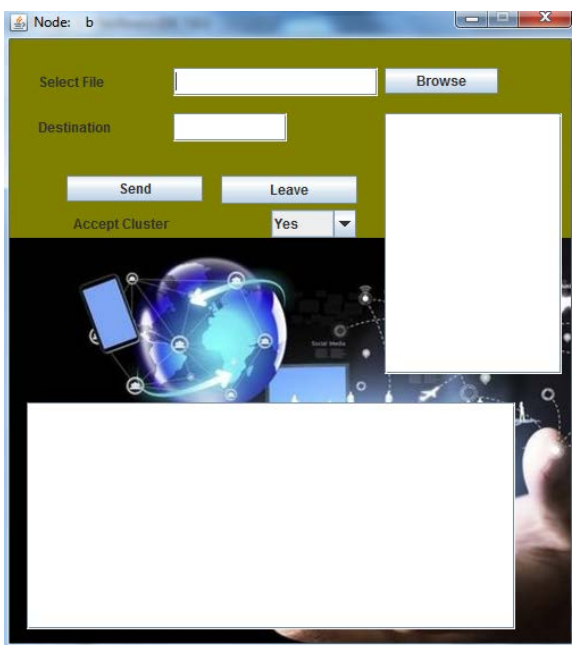 Node: b
Select File
Browse
Destination
Send
Leave
Accept Cluster
Yes
Social Media